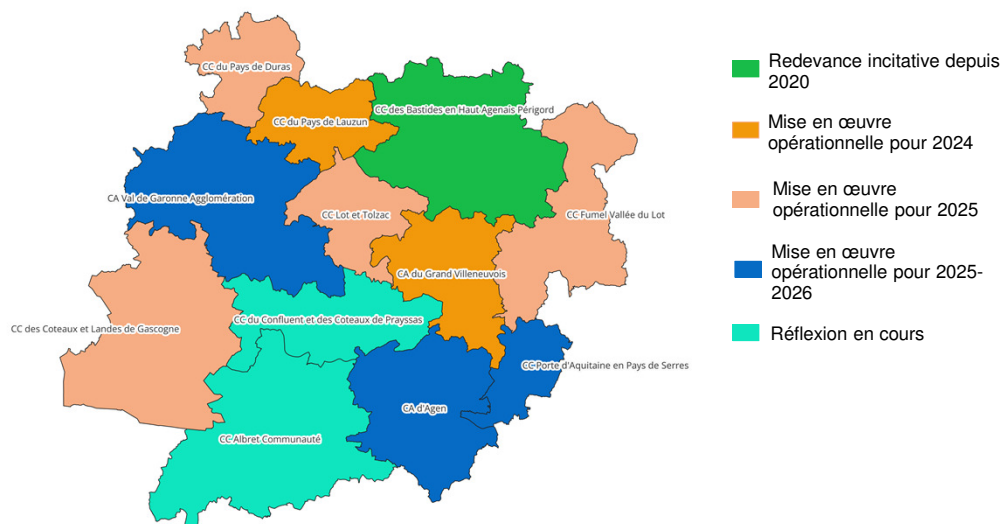 CC du Pays de Duras
CC du Pays de Lauzun
CC des Bastides en Haut Agenais Périgord
CA Val de Garonne Agglomération
CC Lot et Tolzac
CC Fumel Vallée du Lot
CA du Grand Villeneuvois
CC des Coteaux et Landes de Gascogne
CC du Confluent et des Coteaux de Prayssas
CC Porte d'Aquitaine en Pays de Serres
CA d'Agen
CC Albret Communauté
Redevance incitative depuis
2020
Mise en œuvre
opérationnelle pour 2024
Mise en œuvre
opérationnelle pour 2025
Mise en œuvre
opérationnelle pour 2025-
2026
Réflexion en cours